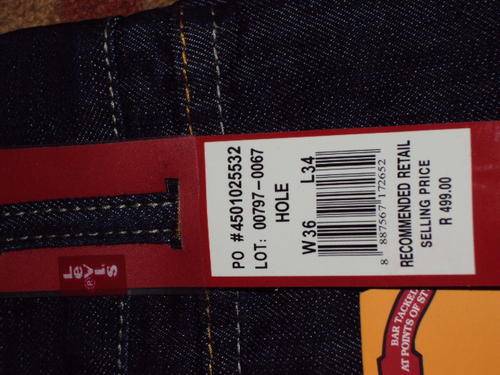 PO #4501025532
LOT: 00797-0067
HOLE
W36 L34
8 887567 172652
RECOMMENDED RETAIL
SELLING PRICE
R 499.00
LeVI's
®
BAR TACKED
AT POINTS OF ST